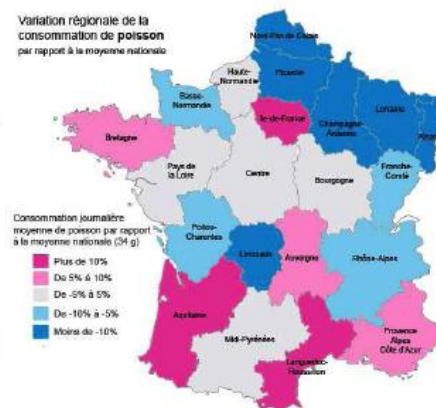 Variation régionale de la
consommation de poisson
par rapport à la moyenne nationale
Nord-Pas de Calais
Haute-
Normandie
Picardie
Basse-
Normandie
Ile-de-France
Champagne-
Ardenne
Lorraine
Bretagne
Pays de
la Loire
Centre
Bourgogne
Franche-
Comté
Consommation journalière
moyenne de poisson par rapport
à la moyenne nationale (34 g)
Plus de 10%
De 5% à 10%
De -5% à 5%
De -10% à -5%
Moins de -10%
Poitou-
Charentes
Limousin
Auvergne
Rhône-Alpes
Aquitaine
Midi-Pyrénées
Languedoc-
Roussillon
Provence
Alpes
Côte d'Azur